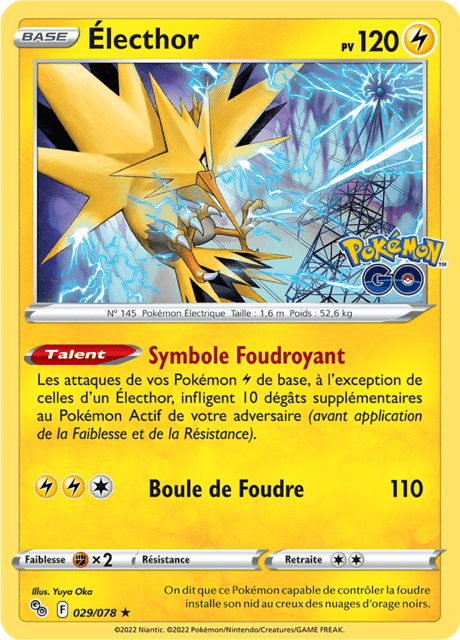 BASE Électhor PV 120
Pokémon
GO
N° 145 Pokémon Électrique Taille : 1,6 m Poids : 52,6 kg
Talent Symbole Foudroyant
Les attaques de vos Pokémon de base, à l’exception de
celles d’un Électhor, infligent 10 dégâts supplémentaires
au Pokémon Actif de votre adversaire (avant application
de la Faiblesse et de la Résistance).
Boule de Foudre 110
Faiblesse ×2 Résistance Retraite
Illus. Yuya Oka
On dit que ce Pokémon capable de contrôler la foudre
installe son nid au creux des nuages d’orage noirs.
GO F 029/078 ★
©2022 Niantic. ©2022 Pokémon/Nintendo/Creatures/GAME FREAK.